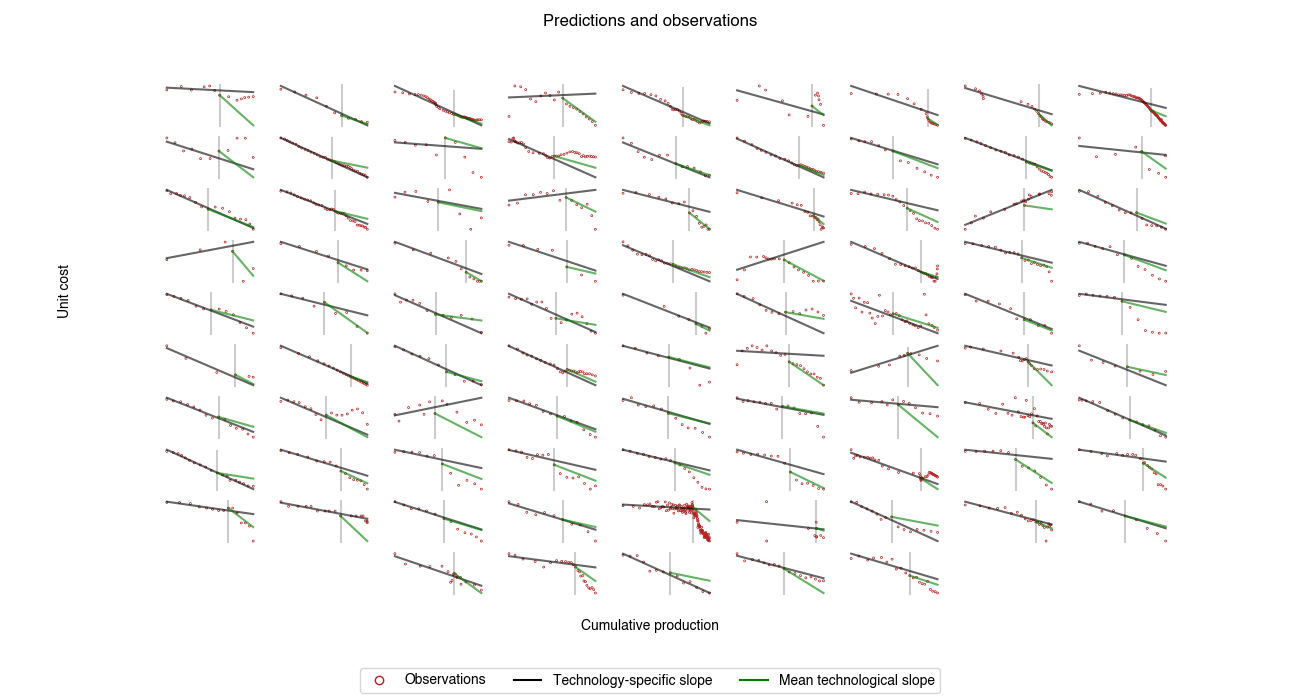 Predictions and observations
Unit cost
Cumulative production
Observations
Technology-specific slope
Mean technological slope